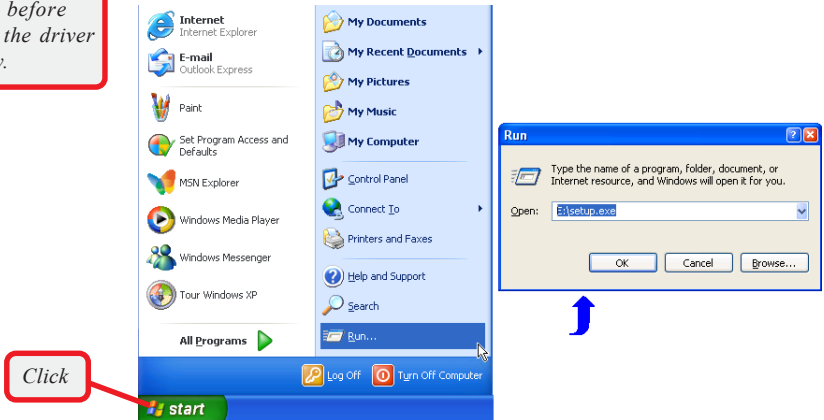 before
the driver
Internet
Internet Explorer
E-mail
Outlook Express
Paint
Set Program Access and
Defaults
MSN Explorer
Windows Media Player
Windows Messenger
Tour Windows XP
All Programs
My Documents
My Recent Documents
My Pictures
My Music
My Computer
Control Panel
Connect To
Printers and Faxes
Help and Support
Search
Run...
Log Off
Turn Off Computer
Click
start
Run
Type the name of a program, folder, document, or
Internet resource, and Windows will open it for you.
Open:
E:\setup.exe
OK
Cancel
Browse...